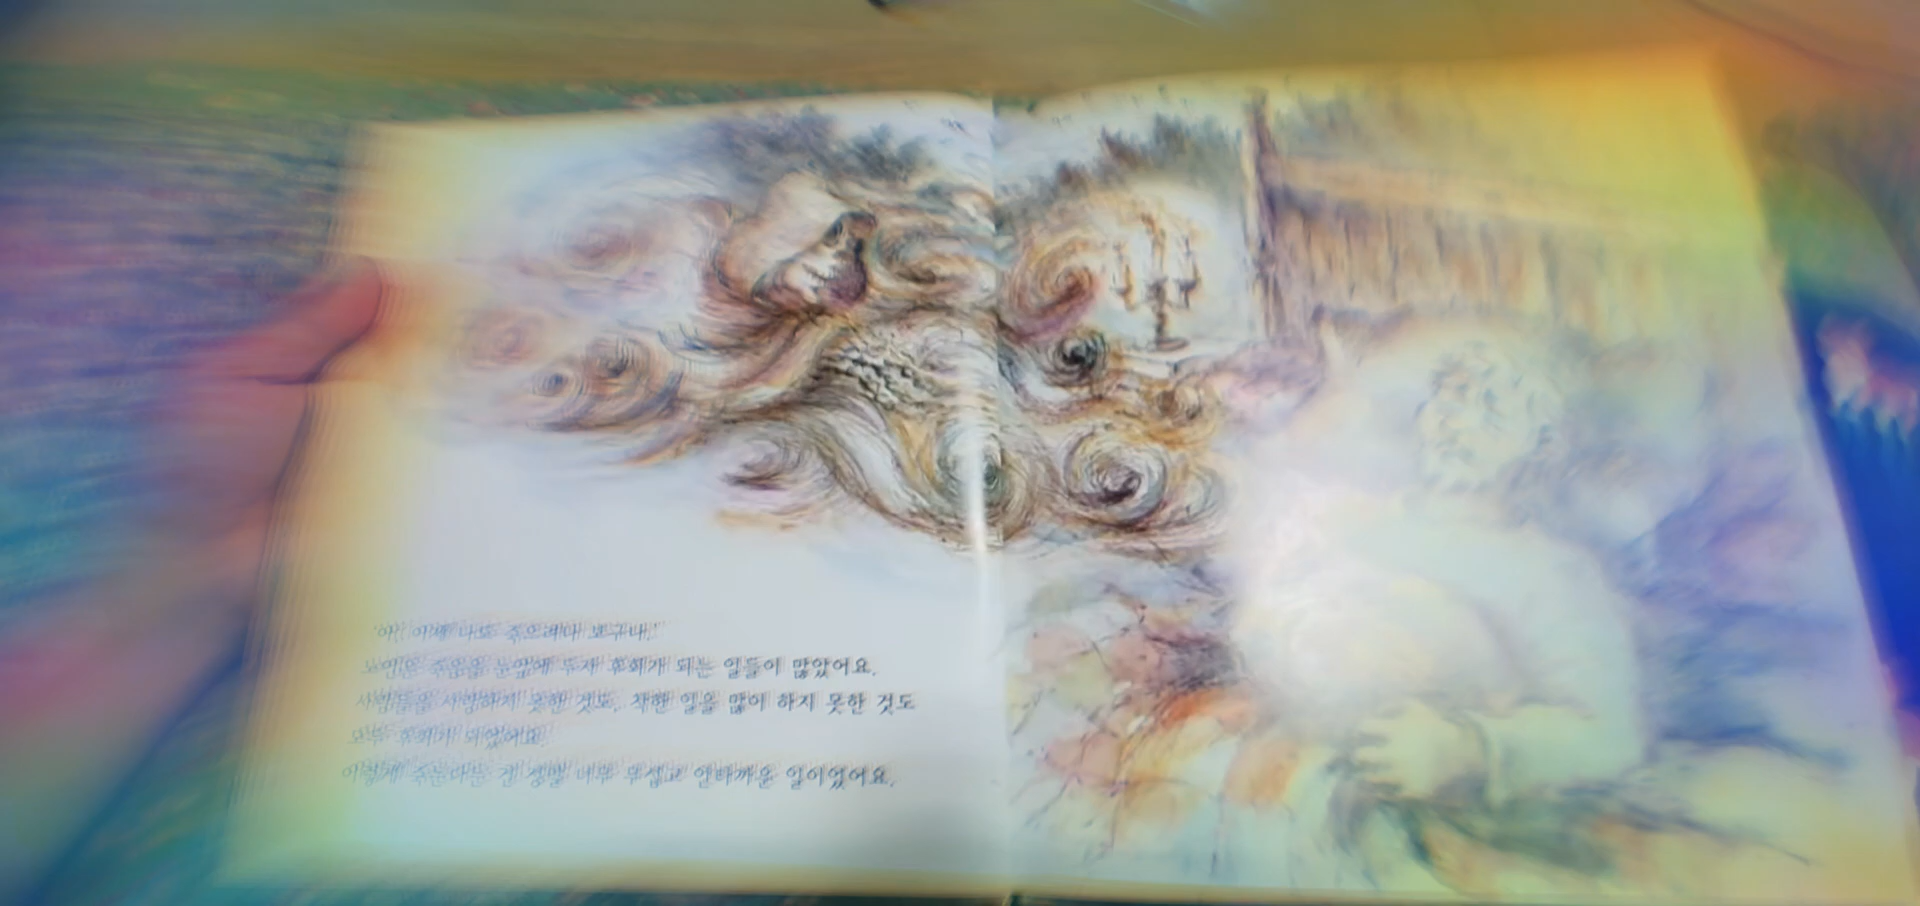 '아, 이제 나도 죽으려나 보구나.'
노인은 죽음을 눈앞에 두자 후회가 되는 일들이 많았어요.
사람들을 사랑하지 못한 것도, 착한 일을 많이 하지 못한 것도
모두 후회가 되었어요.
이렇게 죽는다는 건 정말 너무 무섭고 안타까운 일이었어요.